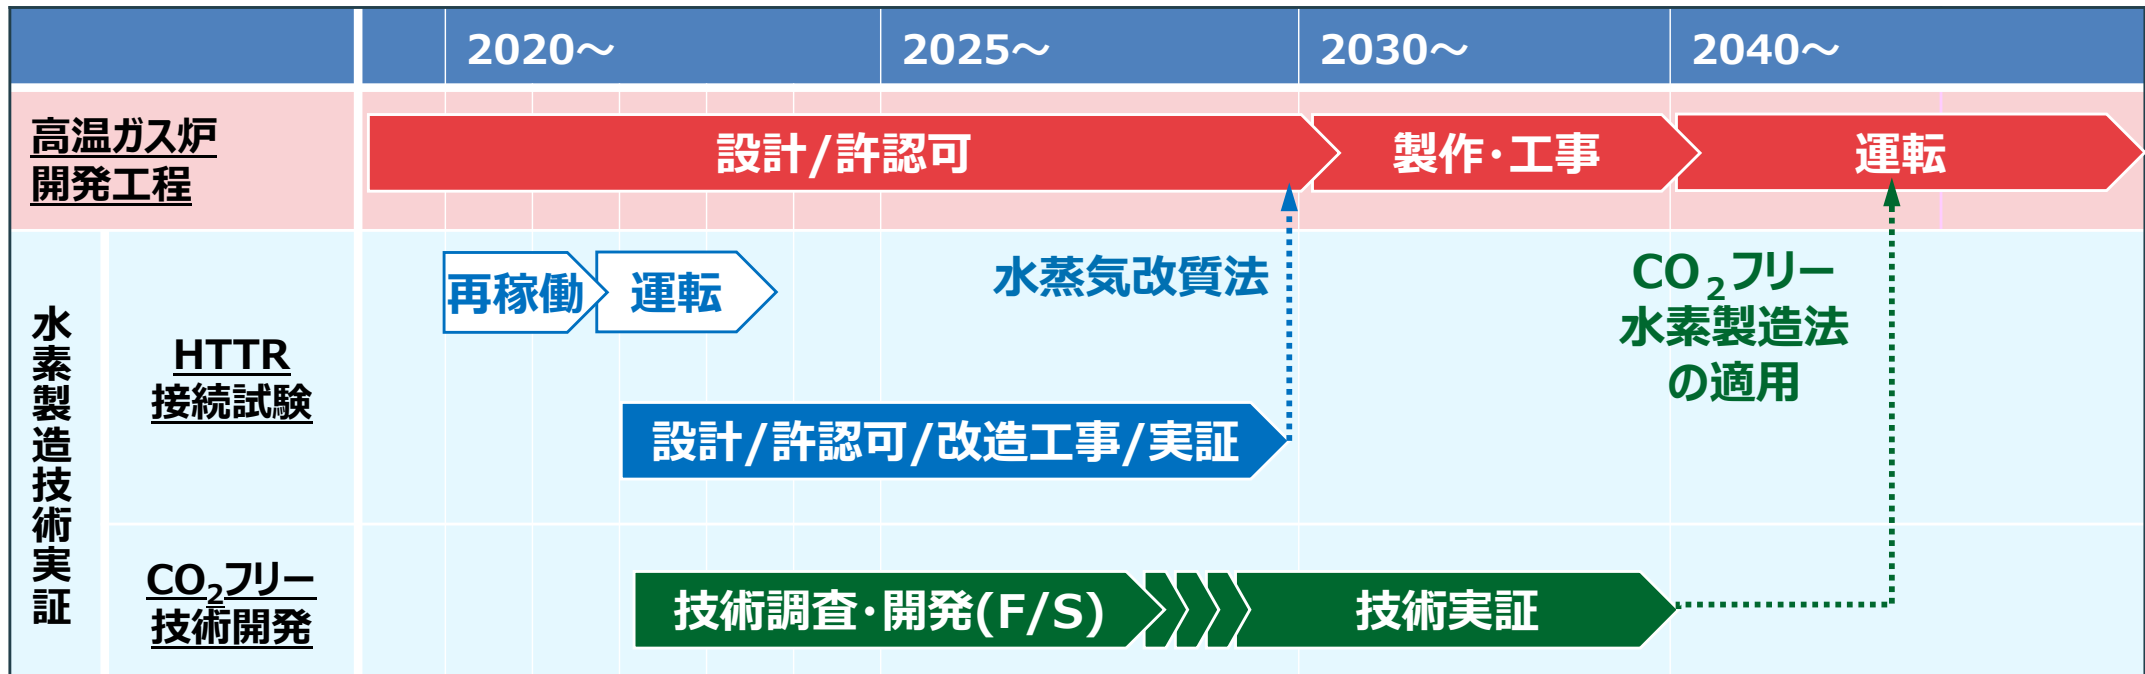 2020～
2025～
2030～
2040～
高温ガス炉
開発工程
設計/許認可
製作・工事
運転
水素製造技術実証
HTTR
接続試験
再稼働
運転
水蒸気改質法
CO₂フリー
水素製造法
の適用
設計/許認可/改造工事/実証
CO₂フリー
技術開発
技術調査・開発(F/S)
技術実証